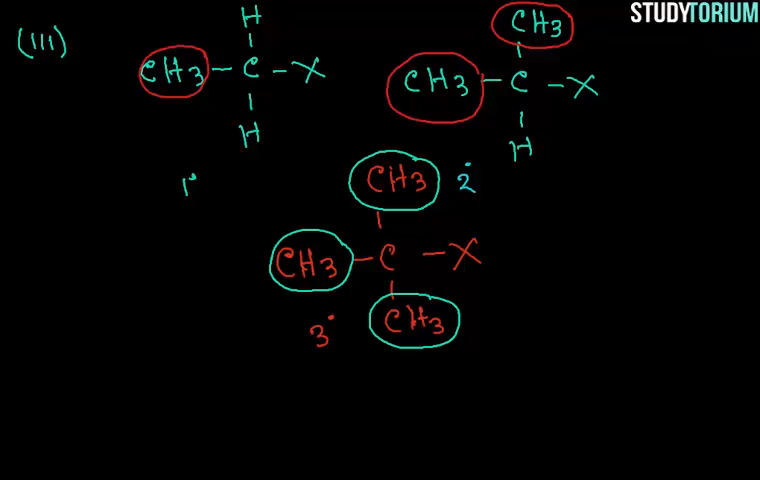 STUDYTORIUM
(III)
H CH3
CH3 - C - X CH3 - C - X
H H
1°
CH3 2°
CH3 - C - X
CH3
3°